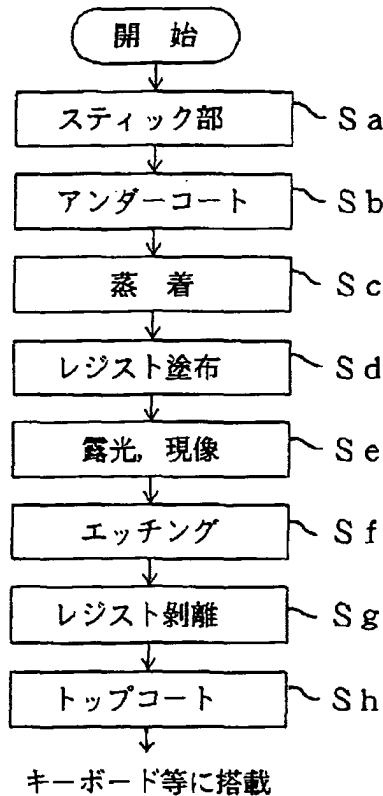 開 始
スティック部 Sa
アンダーコート Sb
蒸 着 Sc
レジスト塗布 Sd
露光, 現像 Se
エッチング Sf
レジスト剝離 Sg
トップコート Sh
キーボード等に搭載